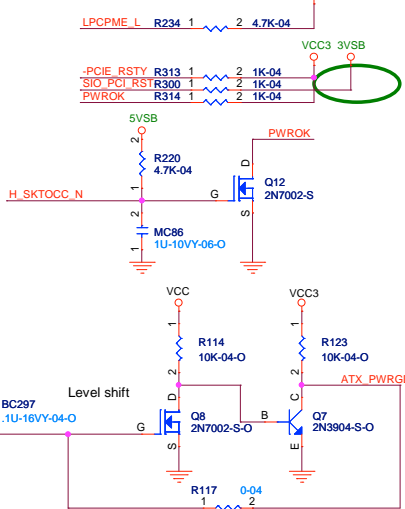 LPCPME_L R234 1 2 4.7K-04
VCC3 3VSB
-PCIE_RSTY R313 1 2 1K-04
SIO_PCI_RST R300 1 2 1K-04
PWROK R314 1 2 1K-04
5VSB
PWROK
2
R220
4.7K-04
1
D
Q12
2N7002-S
H_SKTOCC_N
G
S
2
MC86
1U-10VY-06-O
1
VCC
VCC3
1
R114
10K-04-O
2
1
R123
10K-04-O
2
ATX_PWRG
Level shift
BC297
.1U-16VY-04-O
D
Q8
2N7002-S-O
G
S
C
B
Q7
2N3904-S-O
E
R117 0-04
1 2